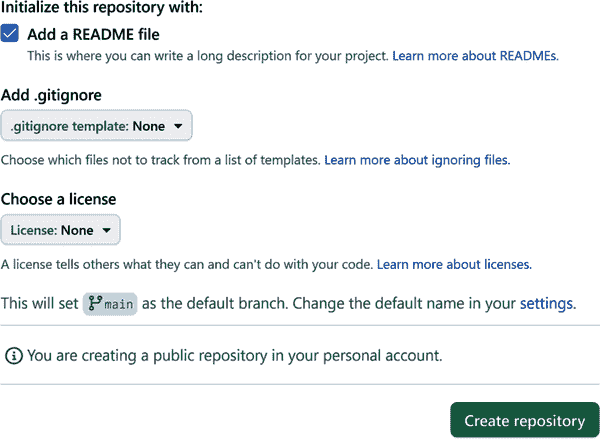 Initialize this repository with:
Add a README file
This is where you can write a long description for your project. Learn more about READMEs.
Add .gitignore
.gitignore template: None
Choose which files not to track from a list of templates. Learn more about ignoring files.
Choose a license
License: None
A license tells others what they can and can't do with your code. Learn more about licenses.
This will set main as the default branch. Change the default name in your settings.
You are creating a public repository in your personal account.
Create repository